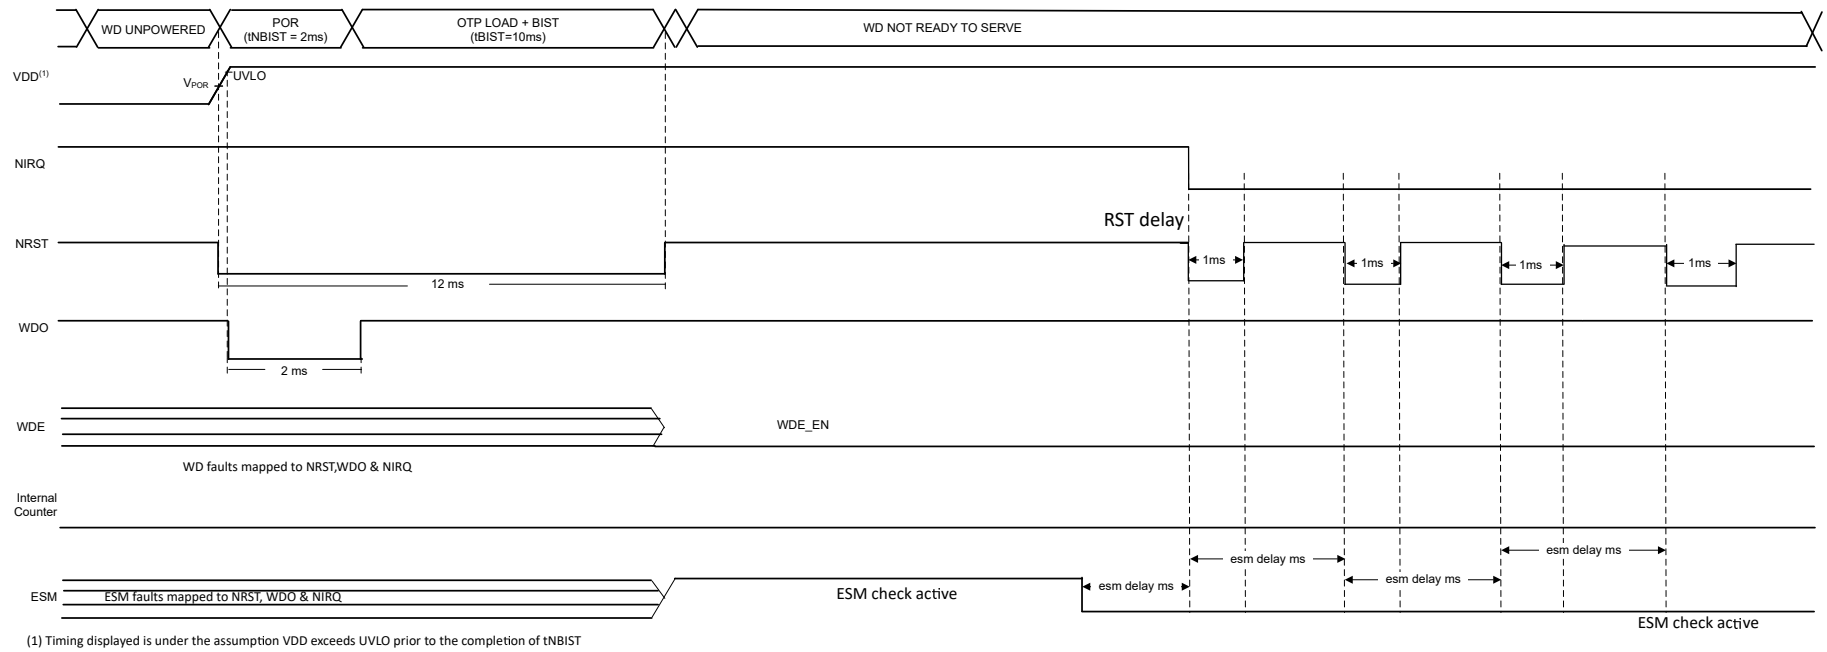 WD UNPOWERED
POR
(tNBIST = 2ms)
OTP LOAD + BIST
(tBIST=10ms)
WD NOT READY TO SERVE
VDD(1)
VPOR
UVLO
NIRQ
RST delay
NRST
1ms
1ms
1ms
1ms
12 ms
WDO
2 ms
WDE
WDE_EN
WD faults mapped to NRST,WDO & NIRQ
Internal
Counter
esm delay ms
esm delay ms
esm delay ms
esm delay ms
ESM
ESM faults mapped to NRST, WDO & NIRQ
ESM check active
ESM check active
(1) Timing displayed is under the assumption VDD exceeds UVLO prior to the completion of tNBIST